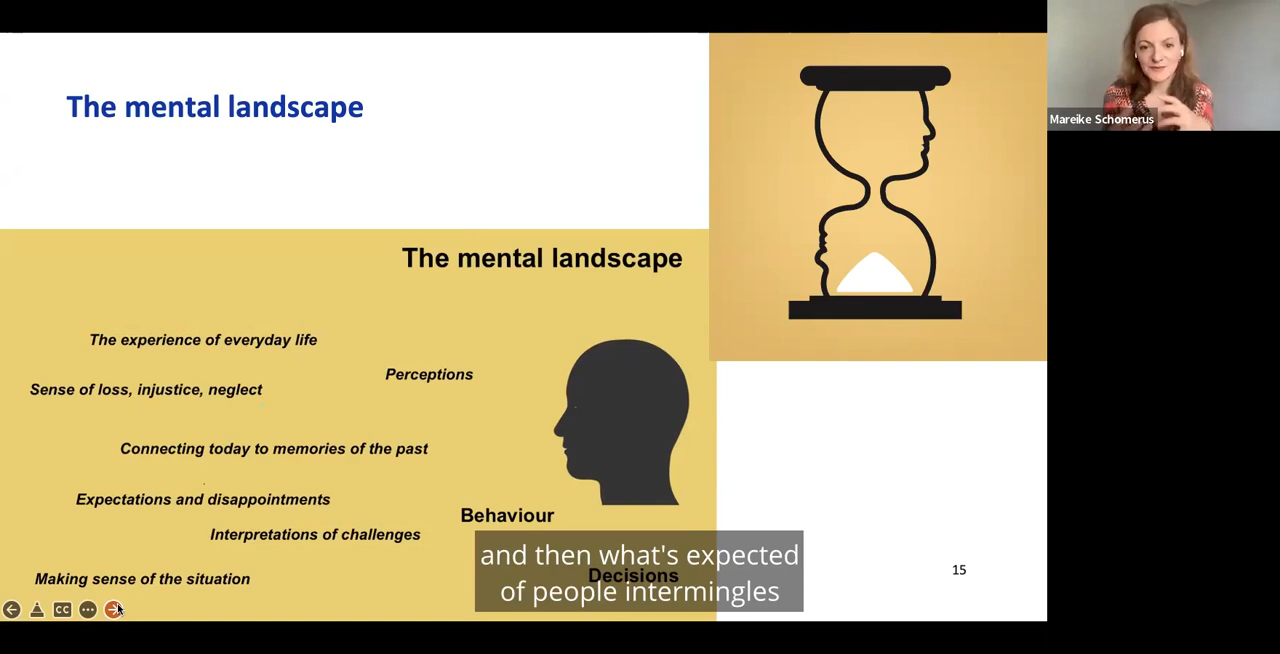 The mental landscape
Mareike Schomerus
The mental landscape
The experience of everyday life
Perceptions
Sense of loss, injustice, neglect
Connecting today to memories of the past
Expectations and disappointments
Behaviour
Interpretations of challenges
and then what's expected
of people intermingles
Decisions
15
Making sense of the situation
CC